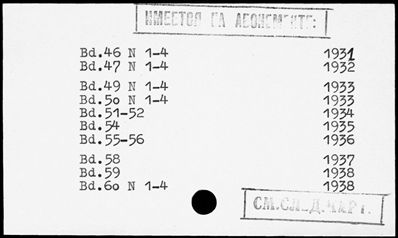 ИМЕЕТСЯ НА АБОНЕМЕНТЕ:
Bd.46 N 1-4 1931
Bd.47 N 1-4 1932
Bd.49 N 1-4 1933
Bd.5o N 1-4 1933
Bd.51-52 1934
Bd.54 1935
Bd.55-56 1936
Bd.58 1937
Bd.59 1938
Bd.6o N 1-4 1938
СМ.СЛЕД.КАРТ.